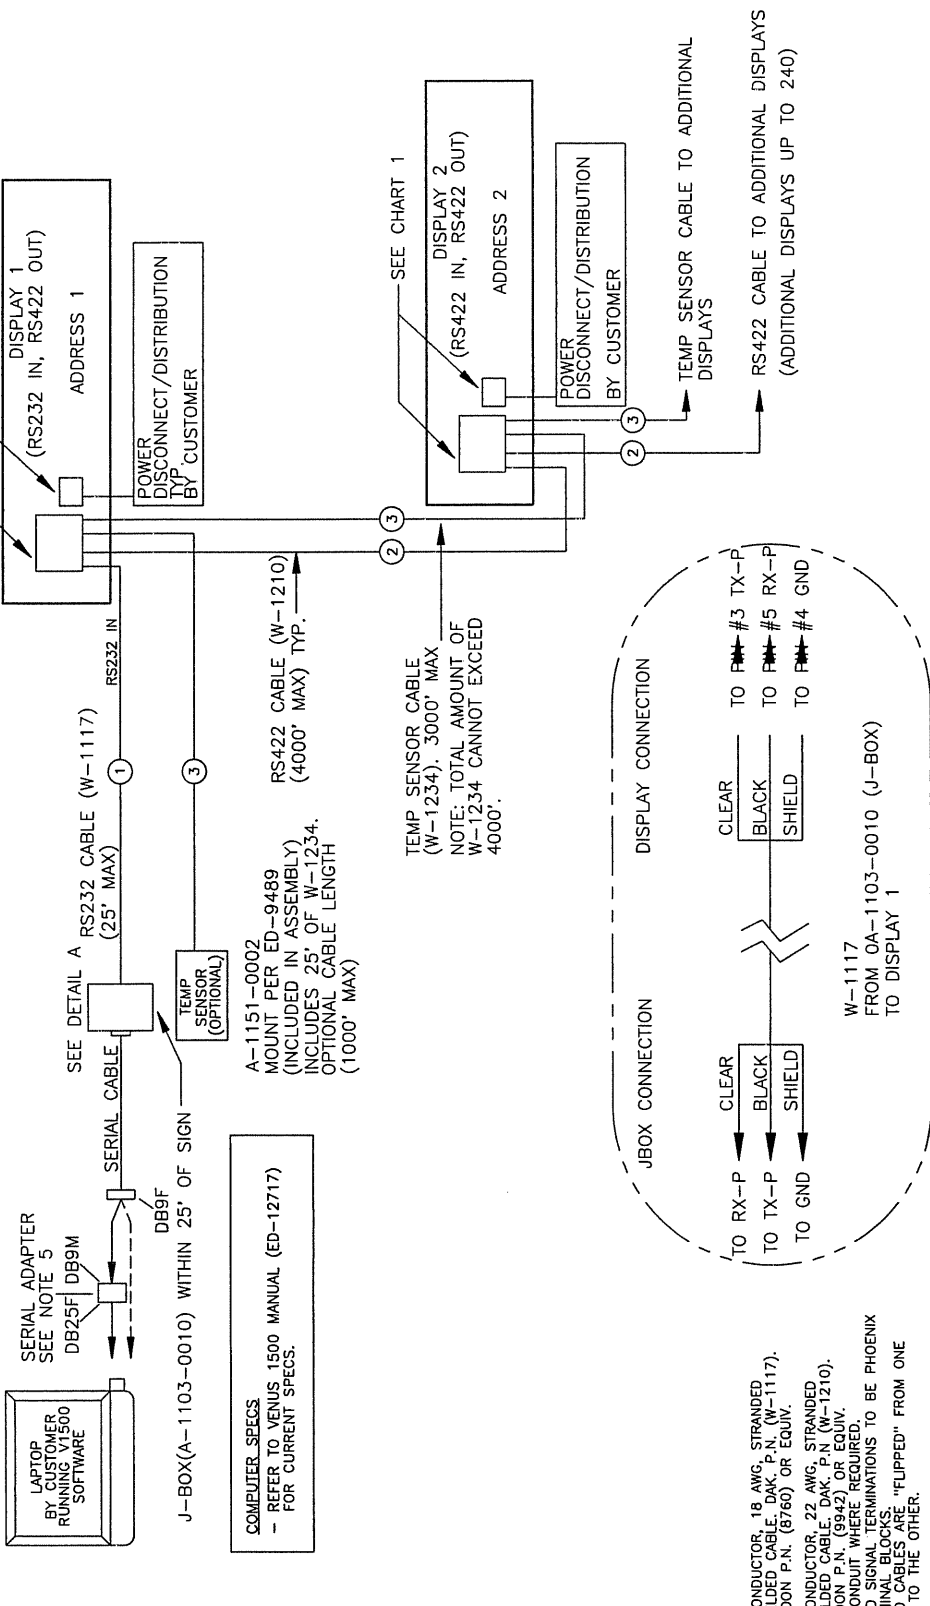 LAPTOP
BY CUSTOMER
RUNNING V1500
SOFTWARE
SERIAL ADAPTER
SEE NOTE 5
DB25F
DB9M
DB9F
SERIAL CABLE
J-BOX(A-1103-0010) WITHIN 25' OF SIGN
SEE DETAIL A
RS232 CABLE (W-1117)
(25' MAX)
1
RS232 IN
TEMP
SENSOR
(OPTIONAL)
3
A-1151-0002
MOUNT PER ED-9489
(INCLUDED IN ASSEMBLY)
INCLUDES 25' OF W-1234.
OPTIONAL CABLE LENGTH
(1000' MAX)
DISPLAY 1
(RS232 IN, RS422 OUT)
ADDRESS 1
POWER
DISCONNECT/DISTRIBUTION
TYP.
BY CUSTOMER
RS422 CABLE (W-1210)
(4000' MAX) TYP.
2
3
TEMP SENSOR CABLE
(W-1234). 3000' MAX
NOTE: TOTAL AMOUNT OF
W-1234 CANNOT EXCEED
4000'.
SEE CHART 1
DISPLAY 2
(RS422 IN, RS422 OUT)
ADDRESS 2
POWER
DISCONNECT/DISTRIBUTION
BY CUSTOMER
3
2
TEMP SENSOR CABLE TO ADDITIONAL
DISPLAYS
RS422 CABLE TO ADDITIONAL DISPLAYS
(ADDITIONAL DISPLAYS UP TO 240)
COMPUTER SPECS
- REFER TO VENUS 1500 MANUAL (ED-12717)
FOR CURRENT SPECS.
JBOX CONNECTION
DISPLAY CONNECTION
TO RX-P
CLEAR
CLEAR
TO PIN #3 TX-P
TO TX-P
BLACK
BLACK
TO PIN #5 RX-P
TO GND
SHIELD
SHIELD
TO PIN #4 GND
W-1117
FROM 0A-1103-0010 (J-BOX)
TO DISPLAY 1
ONDUCTOR, 18 AWG, STRANDED
LDED CABLE. DAK. P.N. (W-1117).
DON P.N. (8760) OR EQUIV.
ONDUCTOR, 22 AWG, STRANDED
LDED CABLE. DAK. P.N (W-1210).
ON P.N. (9942) OR EQUIV.
ONDUIT WHERE REQUIRED.
SIGNAL TERMINATIONS TO BE PHOENIX
INAL BLOCKS.
CABLES ARE "FLIPPED" FROM ONE
TO THE OTHER.